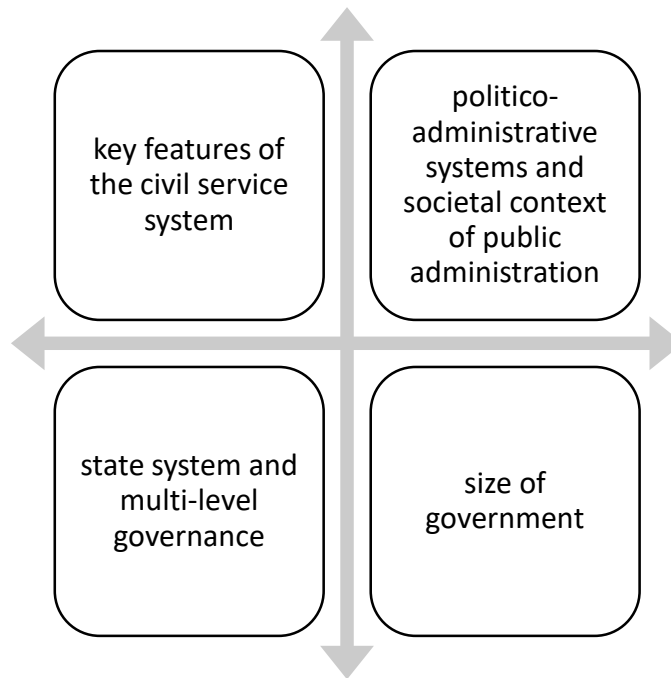 key features of
the civil service
system
politico-
administrative
systems and
societal context
of public
administration
state system and
multi-level
governance
size of
government